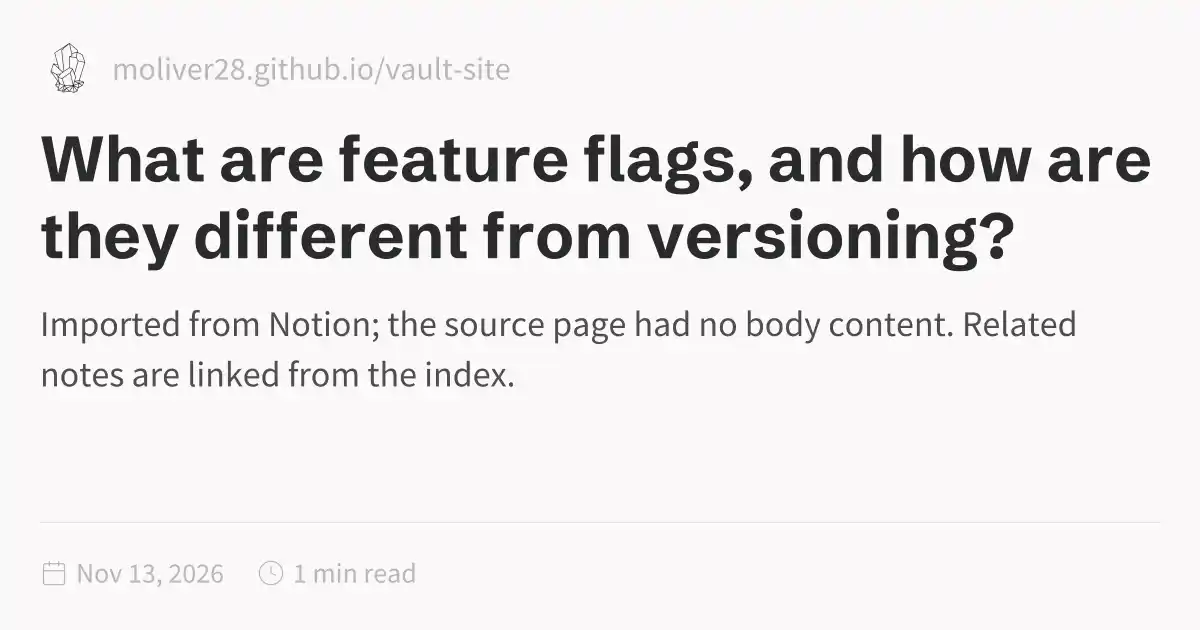 moliver28.github.io/vault-site
What are feature flags, and how are
they different from versioning?
Imported from Notion; the source page had no body content. Related
notes are linked from the index.
Nov 13, 2026
1 min read